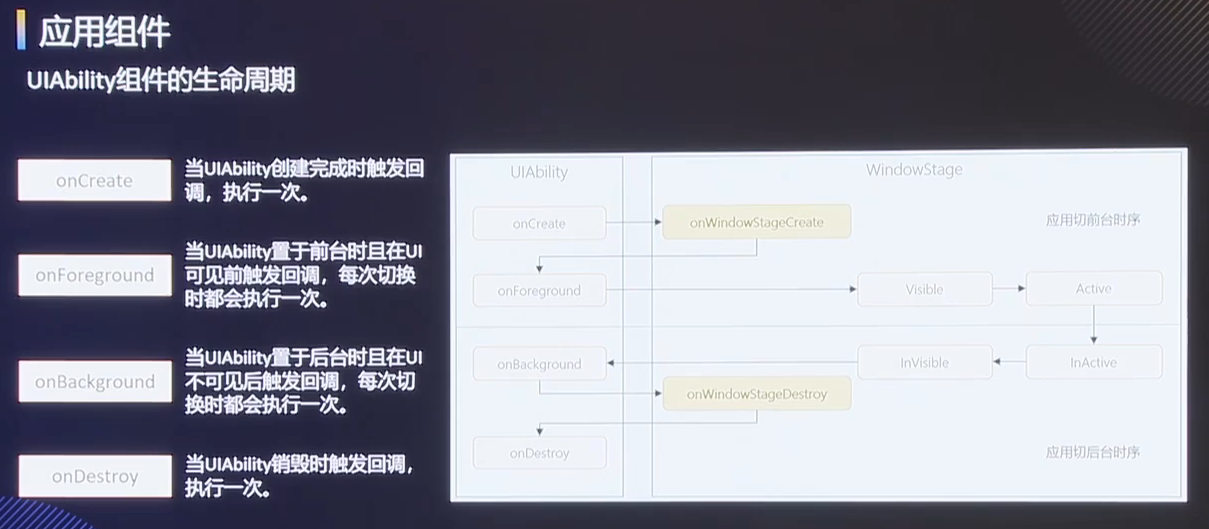 应用组件
UIAbility组件的生命周期
onCreate
当UIAbility创建完成时触发回
调，执行一次。
onForeground
当UIAbility置于前台时且在UI
可见前触发回调，每次切换
时都会执行一次。
onBackground
当UIAbility置于后台时且在UI
不可见后触发回调，每次切
换时都会执行一次。
onDestroy
当UIAbility销毁时触发回调，
执行一次。
UIAbility
WindowStage
onCreate
onWindowStageCreate
应用切前台时序
onForeground
Visible
Active
onBackground
InVisible
InActive
onWindowStageDestroy
onDestroy
应用切后台时序